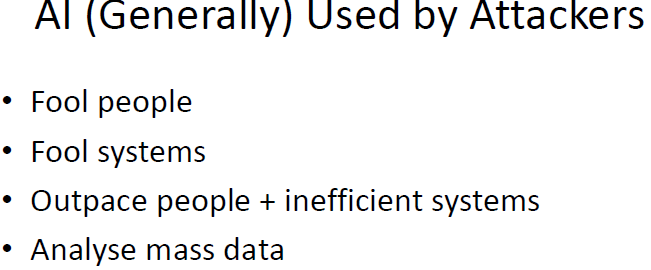 AI (Generally) Used by Attackers
• Fool people
• Fool systems
• Outpace people + inefficient systems
• Analyse mass data